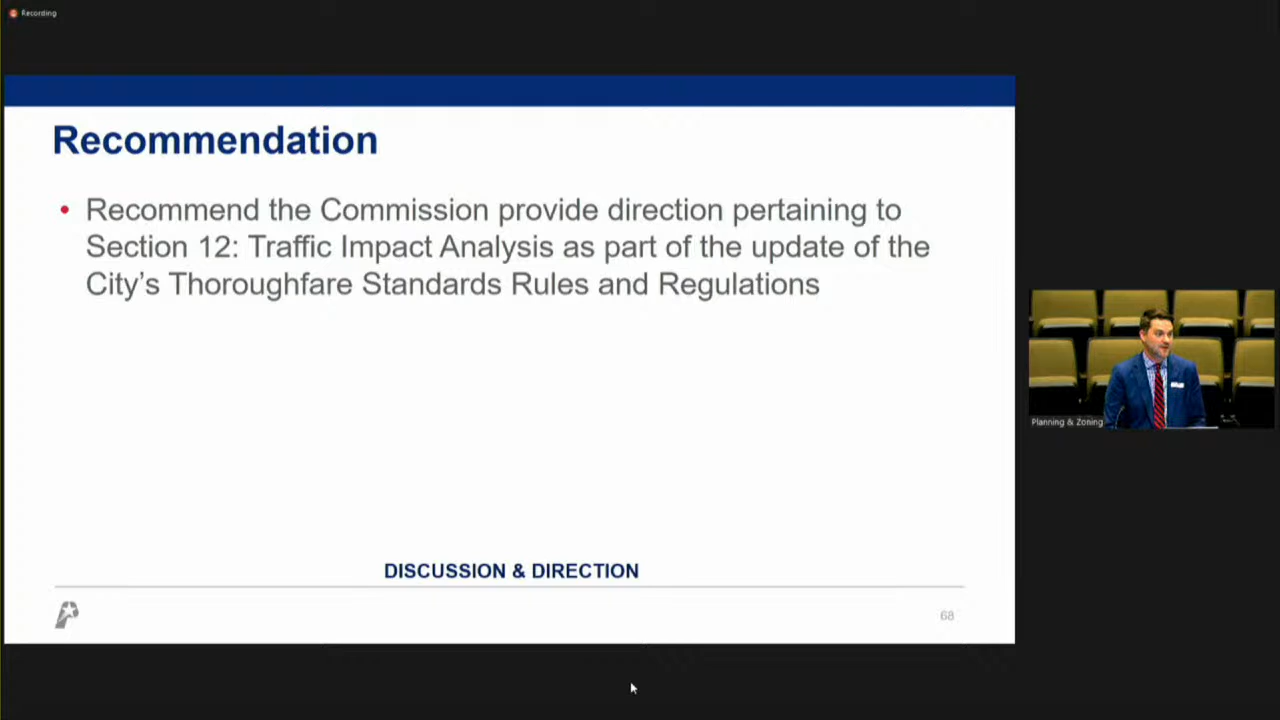 Recording
Recommendation
• Recommend the Commission provide direction pertaining to
Section 12: Traffic Impact Analysis as part of the update of the
City’s Thoroughfare Standards Rules and Regulations
Planning & Zoning
DISCUSSION & DIRECTION
68